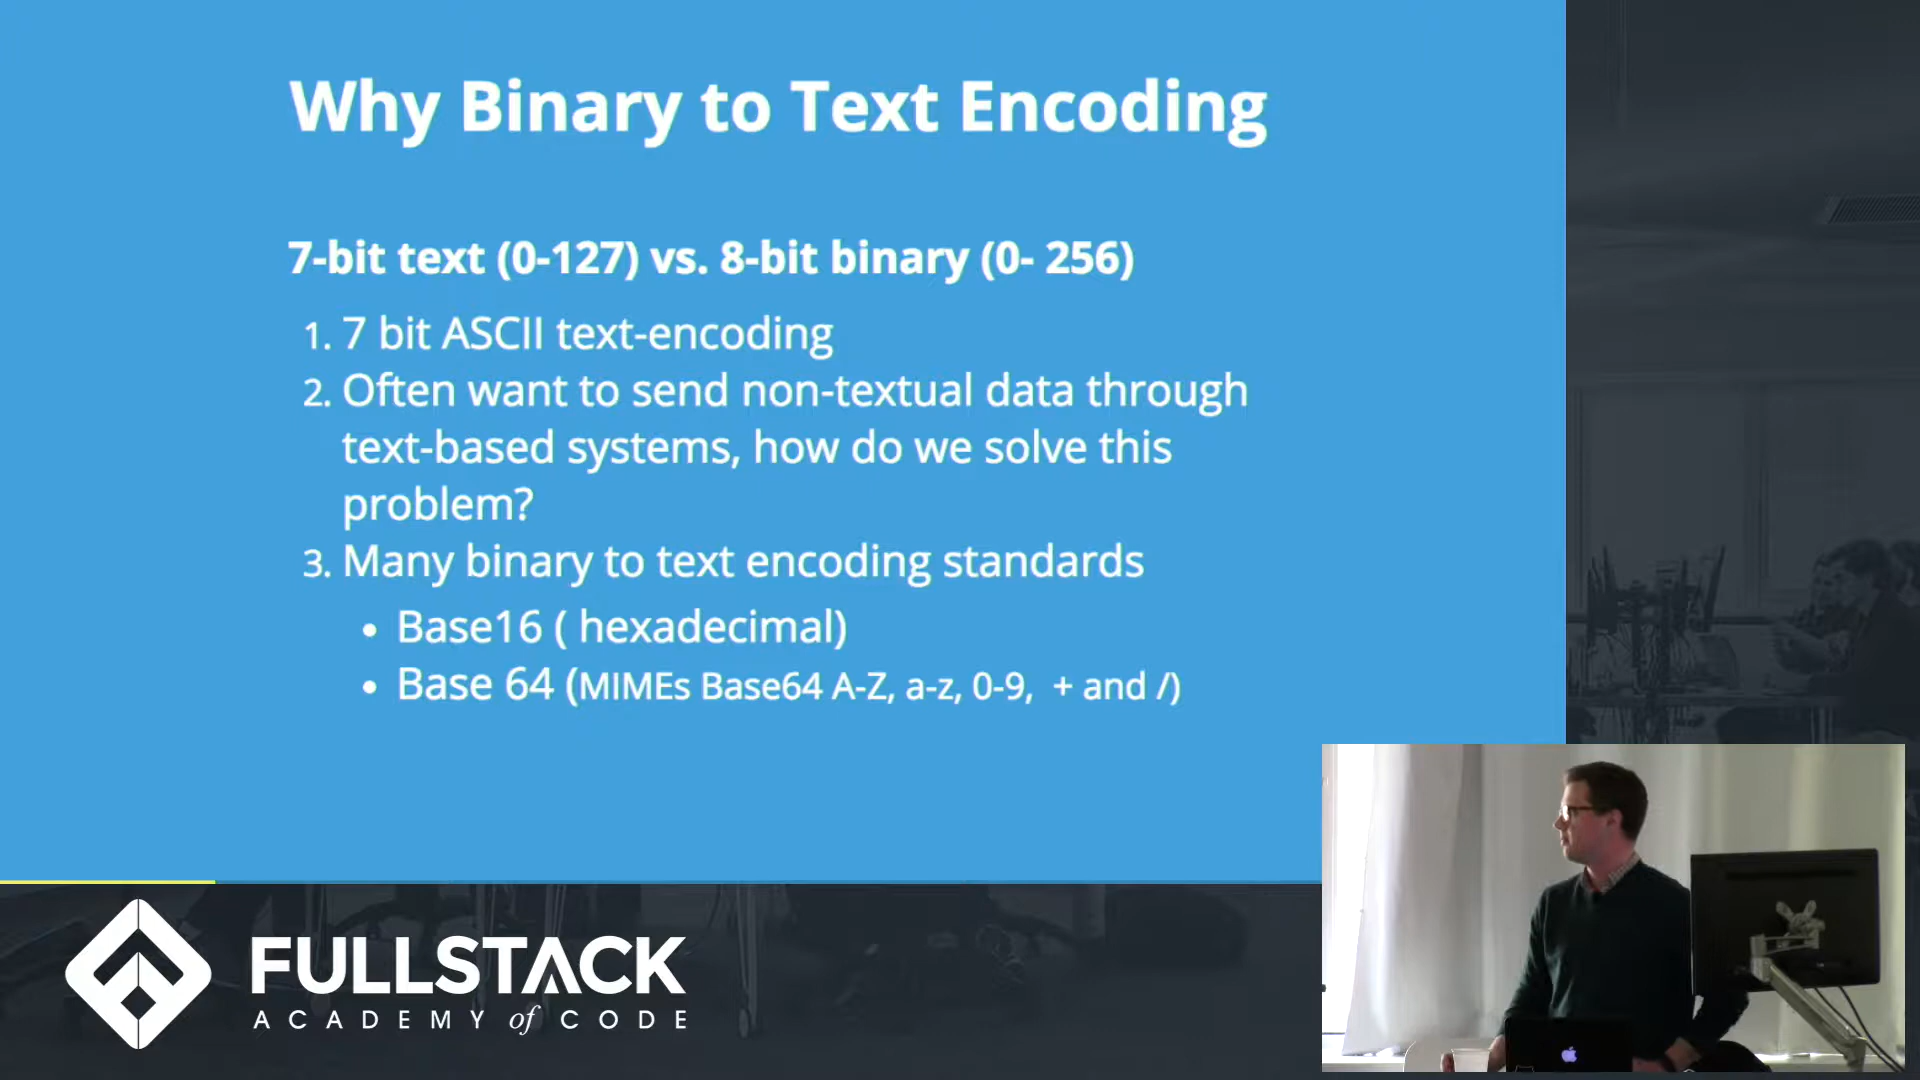 Why Binary to Text Encoding
7-bit text (0-127) vs. 8-bit binary (0- 256)
1. 7 bit ASCII text-encoding
2. Often want to send non-textual data through
text-based systems, how do we solve this
problem?
3. Many binary to text encoding standards
• Base16 ( hexadecimal)
• Base 64 (MIMEs Base64 A-Z, a-z, 0-9,  + and /)
FULLSTACK
ACADEMY of CODE